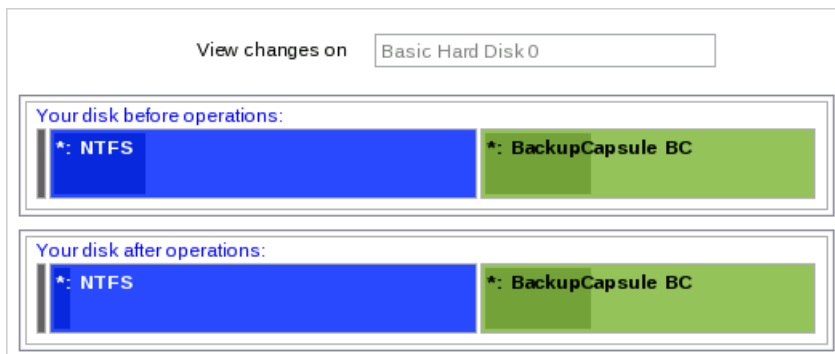 View changes on Basic Hard Disk 0
Your disk before operations:
*: NTFS *: BackupCapsule BC
Your disk after operations:
*: NTFS *: BackupCapsule BC